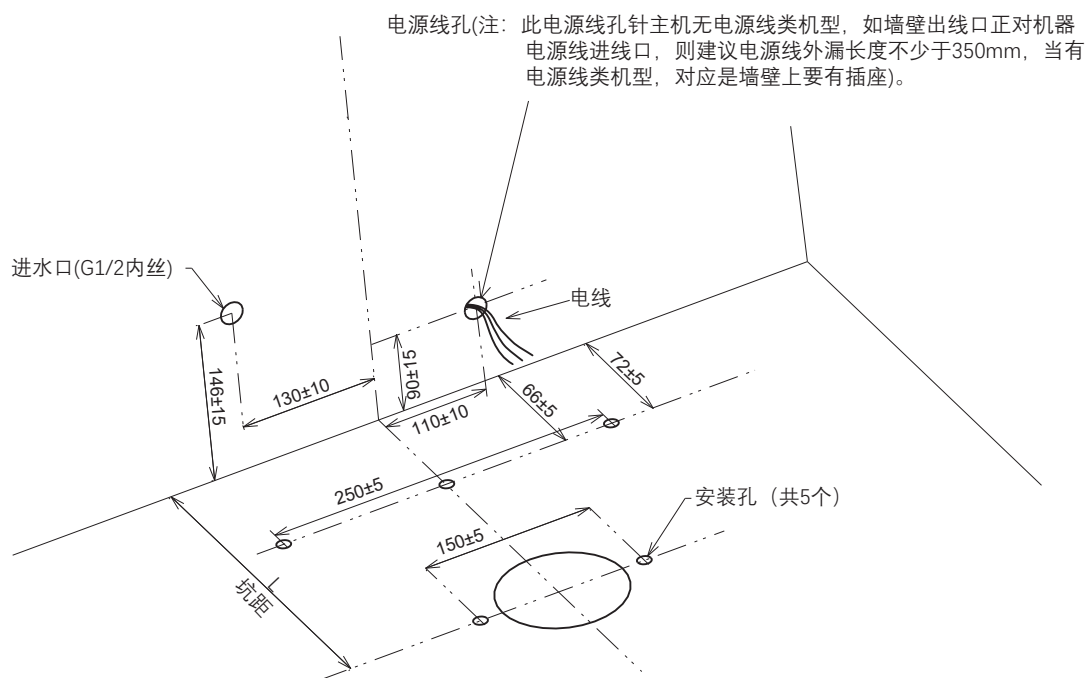 电源线孔(注：此电源线孔针主机无电源线类机型，如墙壁出线口正对机器
电源线进线口，则建议电源线外漏长度不少于350mm，当有
电源线类机型，对应是墙壁上要有插座)。
进水口(G1/2内丝)
电线
146±15
130±10
90±15
110±10
66±5
72±5
250±5
150±5
安装孔（共5个）
L
坑距